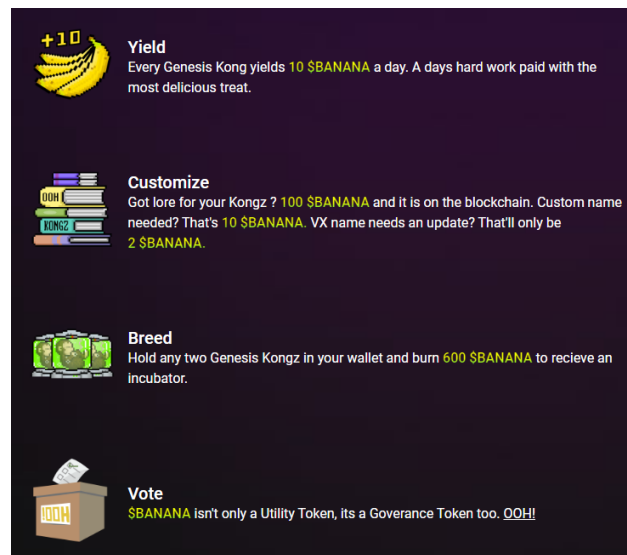 +10
Yield
Every Genesis Kong yields 10 $BANANA a day. A days hard work paid with the
most delicious treat.
Customize
OOH
KONGZ
Got lore for your Kongz ? 100 $BANANA and it is on the blockchain. Custom name
needed? That's 10 $BANANA. VX name needs an update? That'll only be
2 $BANANA.
Breed
Hold any two Genesis Kongz in your wallet and burn 600 $BANANA to recieve an
incubator.
Vote
!OOH
$BANANA isn't only a Utility Token, its a Goverance Token too. OOH!